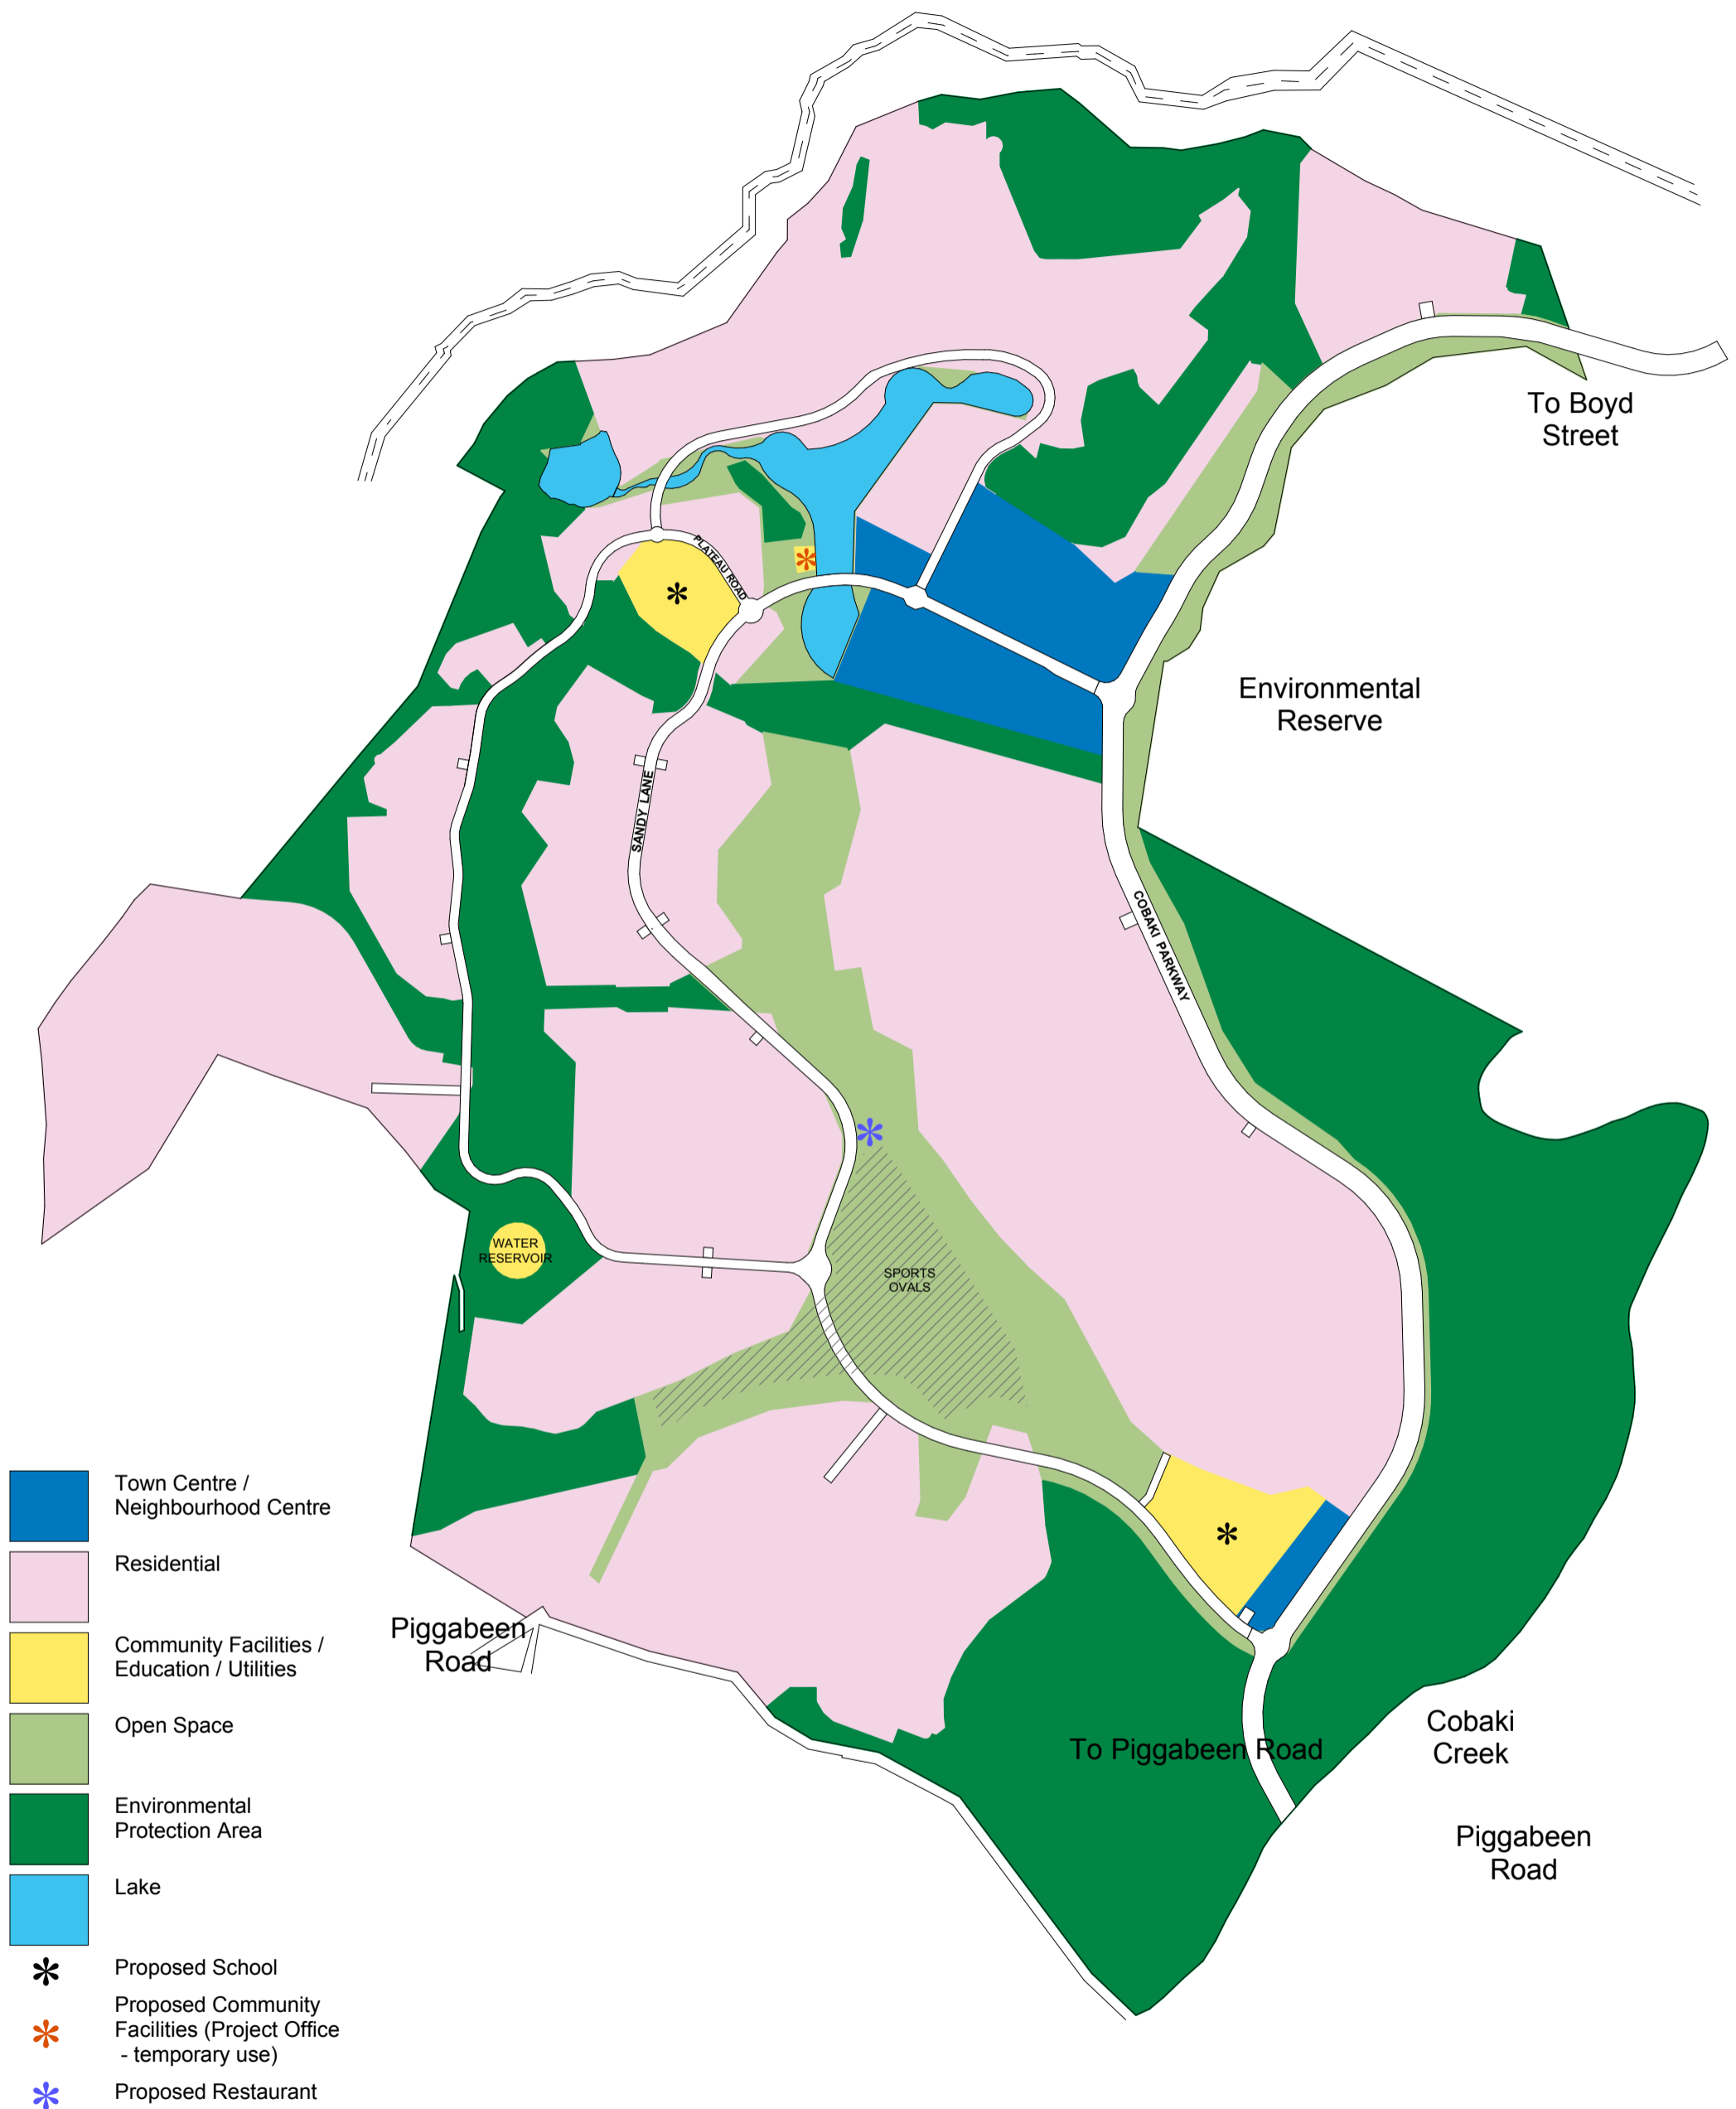 To Boyd
Street
PLATEAU ROAD
Environmental
Reserve
SANDY LANE
COBAKI PARKWAY
WATER
RESERVOIR
SPORTS
OVALS
Town Centre /
Neighbourhood Centre
Residential
Community Facilities /
Education / Utilities
Open Space
Environmental
Protection Area
Lake
Proposed School
Proposed Community
Facilities (Project Office
- temporary use)
Proposed Restaurant
Piggabeen
Road
To Piggabeen Road
Cobaki
Creek
Piggabeen
Road